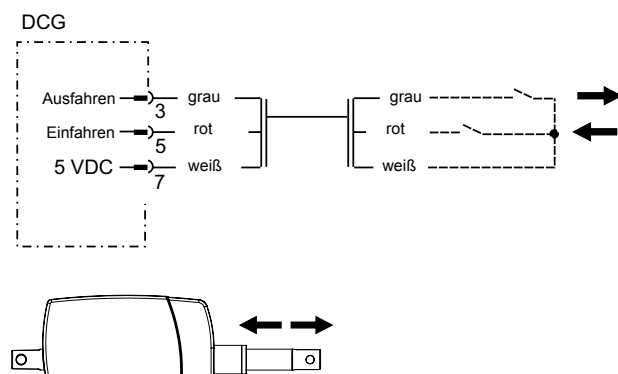 DCG
Ausfahren 3 grau grau
Einfahren 5 rot rot
5 VDC 7 weiß weiß